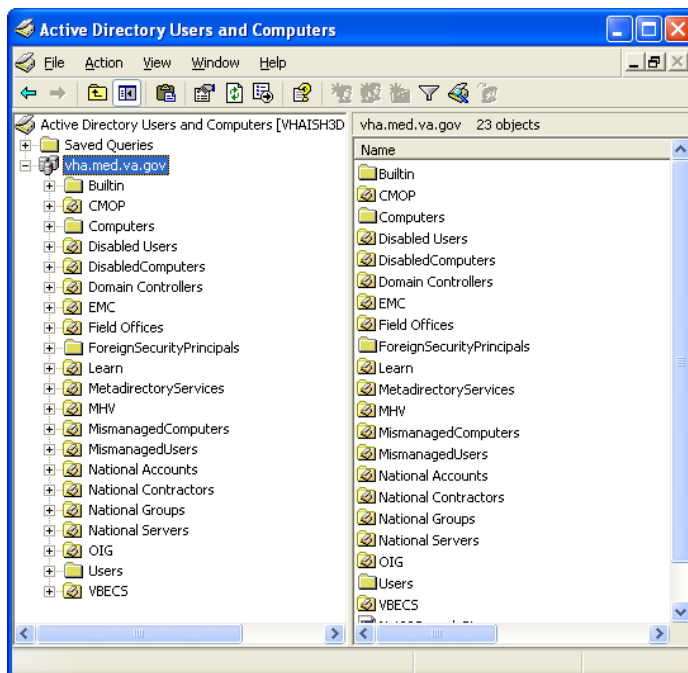 Active Directory Users and Computers
File Action View Window Help
Active Directory Users and Computers [VHAISH3D
Saved Queries
vha.med.va.gov
Builtin
CMOP
Computers
Disabled Users
DisabledComputers
Domain Controllers
EMC
Field Offices
ForeignSecurityPrincipals
Learn
MetadirectoryServices
MHV
MismanagedComputers
MismanagedUsers
National Accounts
National Contractors
National Groups
National Servers
OIG
Users
VBECS
vha.med.va.gov 23 objects
Name
Builtin
CMOP
Computers
Disabled Users
DisabledComputers
Domain Controllers
EMC
Field Offices
ForeignSecurityPrincipals
Learn
MetadirectoryServices
MHV
MismanagedComputers
MismanagedUsers
National Accounts
National Contractors
National Groups
National Servers
OIG
Users
VBECS